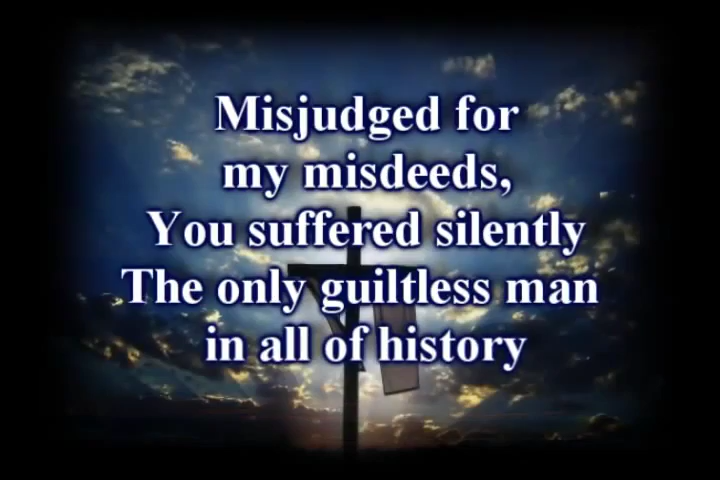 Misjudged for
my misdeeds,
You suffered silently
The only guiltless man
in all of history